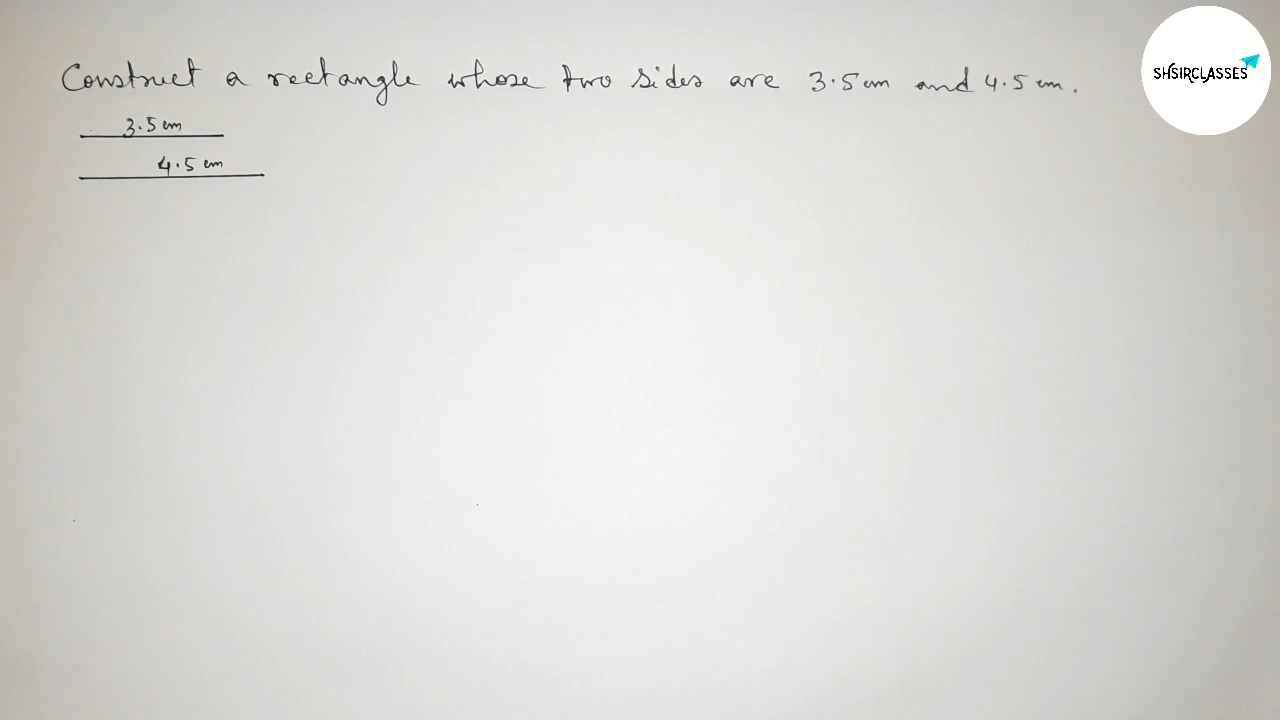 Construct a rectangle whose two sides are 3.5 cm and 4.5 cm.
SHSIRCLASSES
3.5 cm
4.5 cm